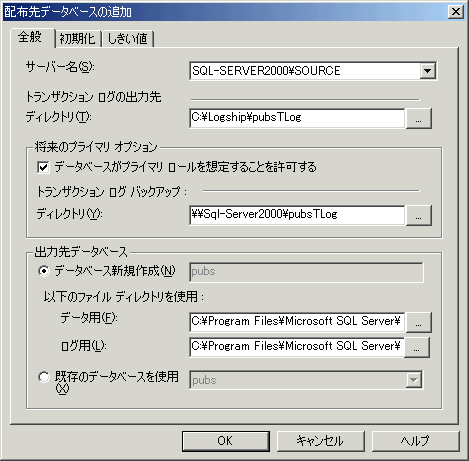 配布先データベースの追加
全般 初期化 しきい値
サーバー名(S): SQL-SERVER2000¥SOURCE
トランザクション ログの出力先
ディレクトリ(T): C:¥Logship¥pubsTLog ...
将来のプライマリ オプション
データベースがプライマリ ロールを想定することを許可する
トランザクション ログ バックアップ :
ディレクトリ(Y): ¥¥Sql-Server2000¥pubsTLog ...
出力先データベース
データベース新規作成(N) pubs
以下のファイル ディレクトリを使用 :
データ用(F): C:¥Program Files¥Microsoft SQL Server¥ ...
ログ用(L): C:¥Program Files¥Microsoft SQL Server¥ ...
既存のデータベースを使用 pubs
(X)
OK キャンセル ヘルプ